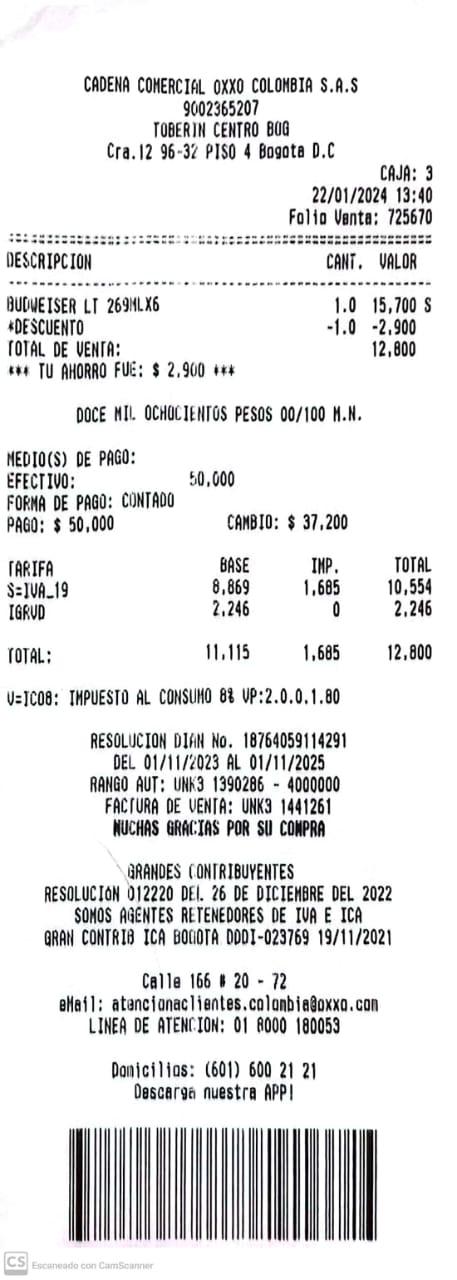 CADENA COMERCIAL OXXO COLOMBIA S.A.S
9002365207
TOBERIN CENTRO BOG
Cra.12 96-32 PISO 4 Bogota D.C
CAJA: 3
22/01/2024 13:40
Folio Venta: 725670
DESCRIPCION CANT. VALOR
BUDWEISER LT 269MLX6 1.0 15,700 S
*DESCUENTO -1.0 -2,900
TOTAL DE VENTA: 12,800
*** TU AHORRO FUE: $ 2,900 ***
DOCE MIL OCHOCIENTOS PESOS 00/100 M.N.
MEDIO(S) DE PAGO:
EFECTIVO: 50,000
FORMA DE PAGO: CONTADO
PAGO: $ 50,000 CAMBIO: $ 37,200
TARIFA BASE IMP. TOTAL
S=IVA_19 8,869 1,685 10,554
IGRVD 2,246 0 2,246
TOTAL: 11,115 1,685 12,800
V=ICO8: IMPUESTO AL CONSUMO 8% VP:2.0.0.1.80
RESOLUCION DIAN No. 18764059114291
DEL 01/11/2023 AL 01/11/2025
RANGO AUT: UNK3 1390286 - 4000000
FACTURA DE VENTA: UNK3 1441261
MUCHAS GRACIAS POR SU COMPRA
GRANDES CONTRIBUYENTES
RESOLUCION 012220 DEL 26 DE DICIEMBRE DEL 2022
SOMOS AGENTES RETENEDORES DE IVA E ICA
GRAN CONTRIB ICA BOGOTA DDDI-023769 19/11/2021
Calle 166 # 20 - 72
eMail: atencionaclientes.colombia@oxxo.com
LINEA DE ATENCION: 01 8000 180053
Domicilios: (601) 600 21 21
Descarga nuestra APP!
CS Escaneado con CamScanner